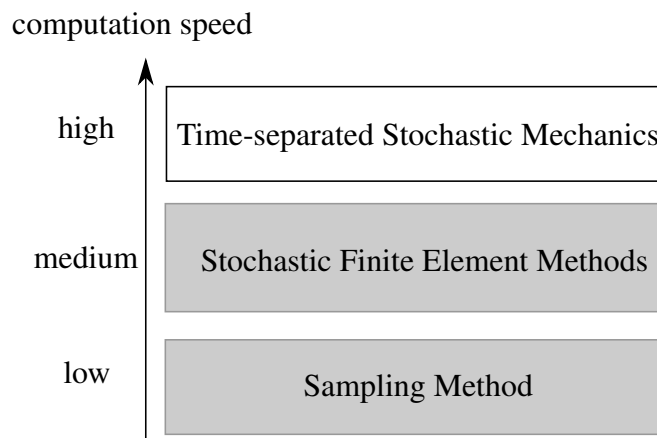 computation speed
high
Time-separated Stochastic Mechanics
medium
Stochastic Finite Element Methods
low
Sampling Method